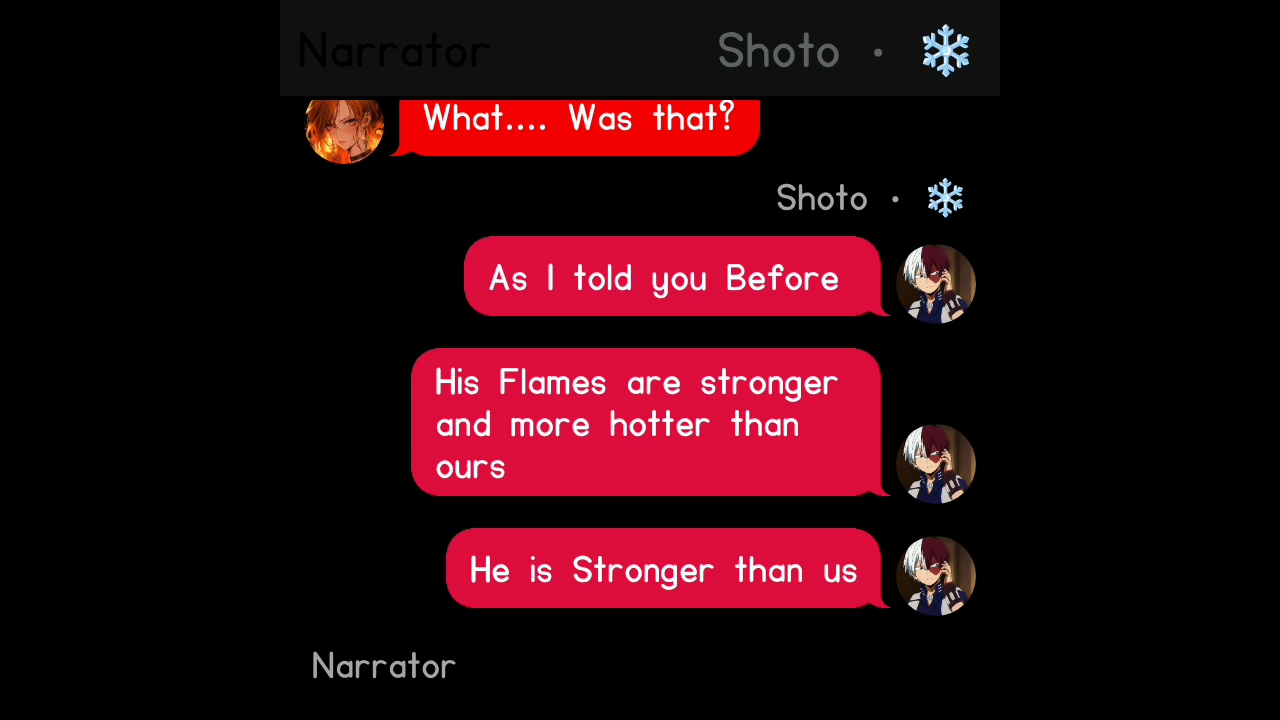 Narrator
Shoto • ❄
What.... Was that?
Shoto • ❄
As I told you Before
His Flames are stronger
and more hotter than
ours
He is Stronger than us
Narrator